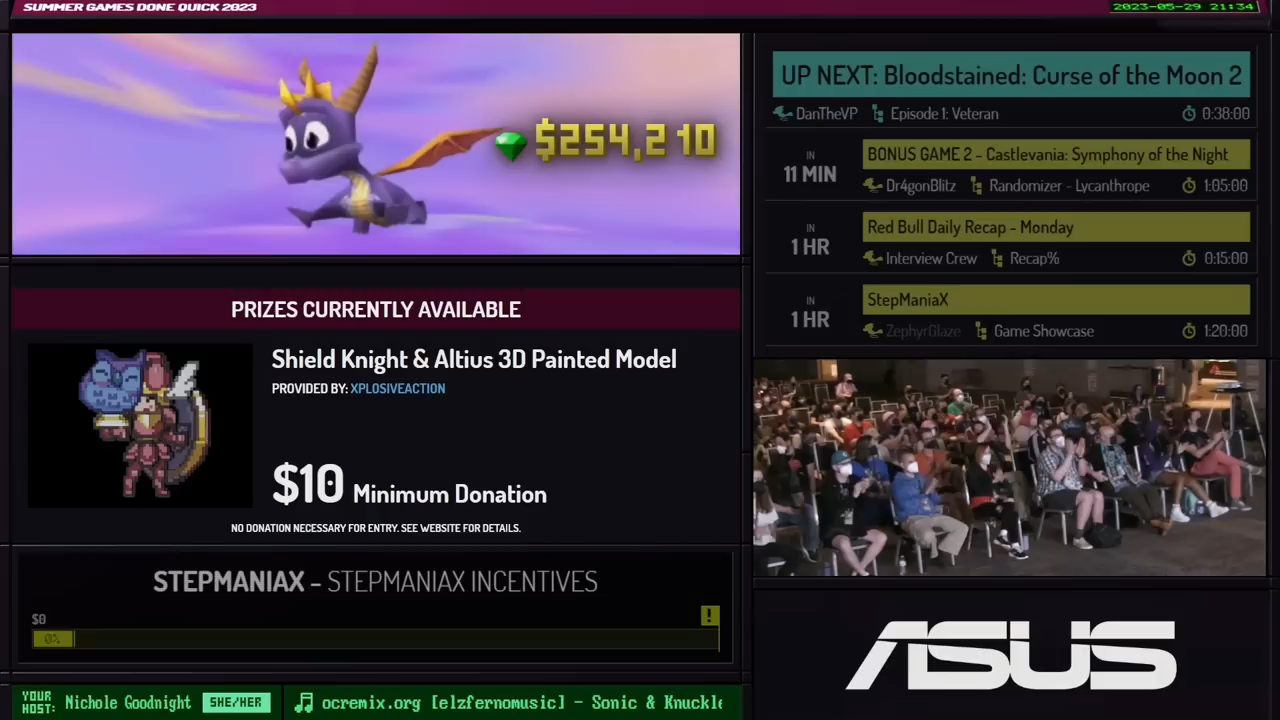 SUMMER GAMES DONE QUICK 2023
2023-05-29 21:34
$254,210
UP NEXT: Bloodstained: Curse of the Moon 2
DanTheVP Episode 1: Veteran 0:38:00
IN 11 MIN
BONUS GAME 2 - Castlevania: Symphony of the Night
Dr4gonBlitz Randomizer - Lycanthrope 1:05:00
IN 1 HR
Red Bull Daily Recap - Monday
Interview Crew Recap% 0:15:00
IN 1 HR
StepManiaX
ZephyrGlaze Game Showcase 1:20:00
PRIZES CURRENTLY AVAILABLE
Shield Knight & Altius 3D Painted Model
PROVIDED BY: XPLOSIVEACTION
$10 Minimum Donation
NO DONATION NECESSARY FOR ENTRY. SEE WEBSITE FOR DETAILS.
STEPMANIAX - STEPMANIAX INCENTIVES
$0 !
0%
ASUS
YOUR HOST: Nichole Goodnight SHE/HER
ocremix.org [elzfernomusic] - Sonic & Knuckle